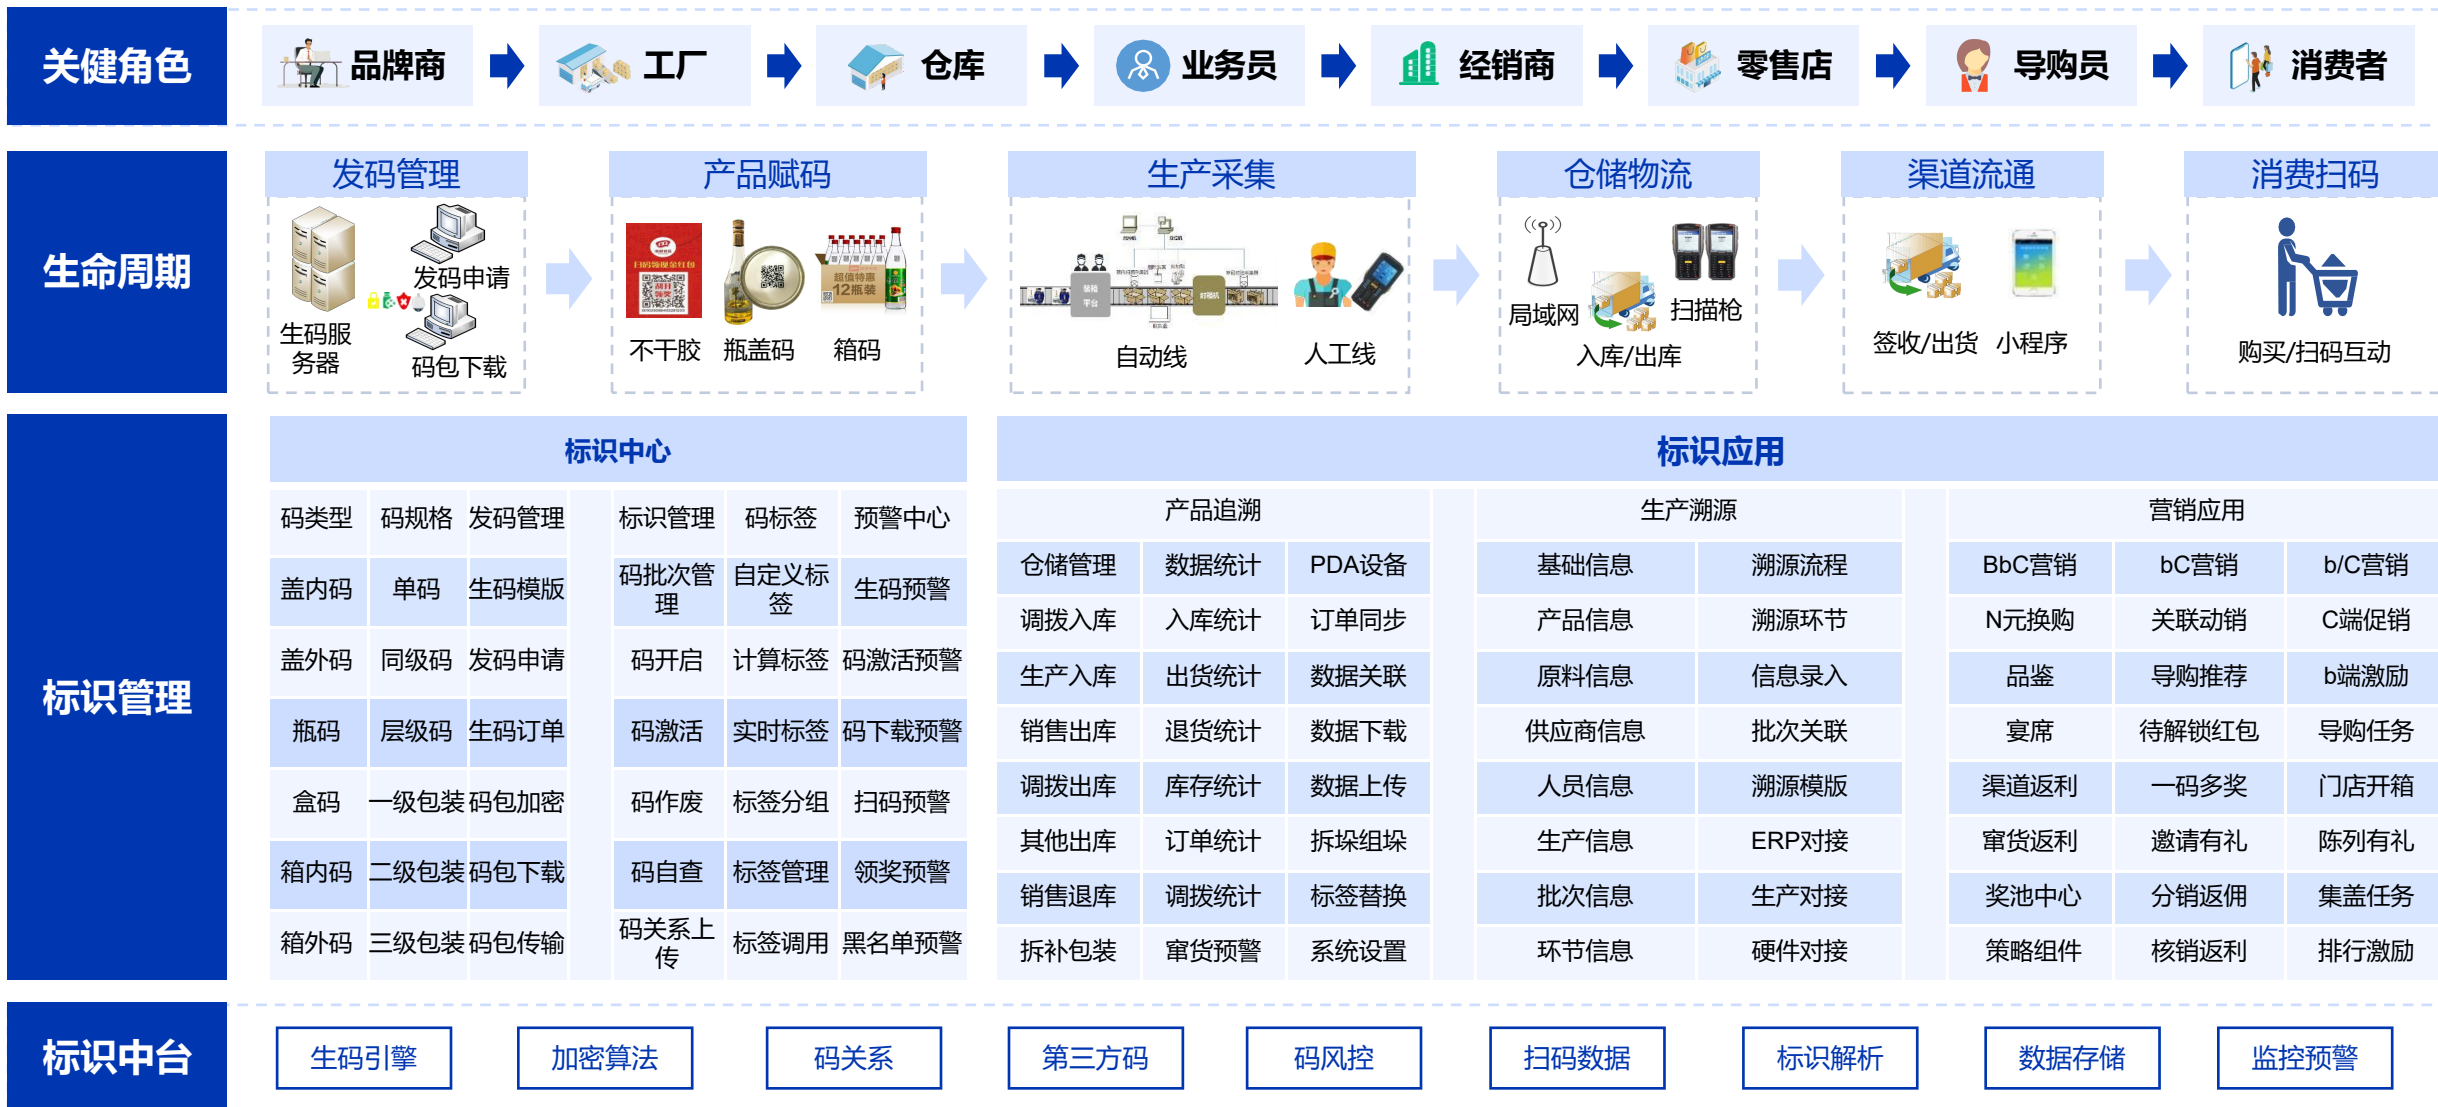 关健角色
品牌商
工厂
仓库
业务员
经销商
零售店
导购员
消费者
生命周期
发码管理
产品赋码
生产采集
仓储物流
渠道流通
消费扫码
生码服
务器
发码申请
码包下载
扫码领现金红包
不干胶
瓶盖码
超值特惠
12瓶装
箱码
装箱
平台
自动线
人工线
局域网
扫描枪
入库/出库
签收/出货
小程序
购买/扫码互动
标识管理
标识中心
码类型 码规格 发码管理 标识管理 码标签 预警中心
盖内码 单码 生码模版 码批次管理 自定义标签 生码预警
盖外码 同级码 发码申请 码开启 计算标签 码激活预警
瓶码 层级码 生码订单 码激活 实时标签 码下载预警
盒码 一级包装 码包加密 码作废 标签分组 扫码预警
箱内码 二级包装 码包下载 码自查 标签管理 领奖预警
箱外码 三级包装 码包传输 码关系上传 标签调用 黑名单预警
标识应用
产品追溯 生产溯源 营销应用
仓储管理 数据统计 PDA设备 基础信息 溯源流程 BbC营销 bC营销 b/C营销
调拨入库 入库统计 订单同步 产品信息 溯源环节 N元换购 关联动销 C端促销
生产入库 出货统计 数据关联 原料信息 信息录入 品鉴 导购推荐 b端激励
销售出库 退货统计 数据下载 供应商信息 批次关联 宴席 待解锁红包 导购任务
调拨出库 库存统计 数据上传 人员信息 溯源模版 渠道返利 一码多奖 门店开箱
其他出库 订单统计 拆垛组垛 生产信息 ERP对接 窜货返利 邀请有礼 陈列有礼
销售退库 调拨统计 标签替换 批次信息 生产对接 奖池中心 分销返佣 集盖任务
拆补包装 窜货预警 系统设置 环节信息 硬件对接 策略组件 核销返利 排行激励
标识中台
生码引擎
加密算法
码关系
第三方码
码风控
扫码数据
标识解析
数据存储
监控预警